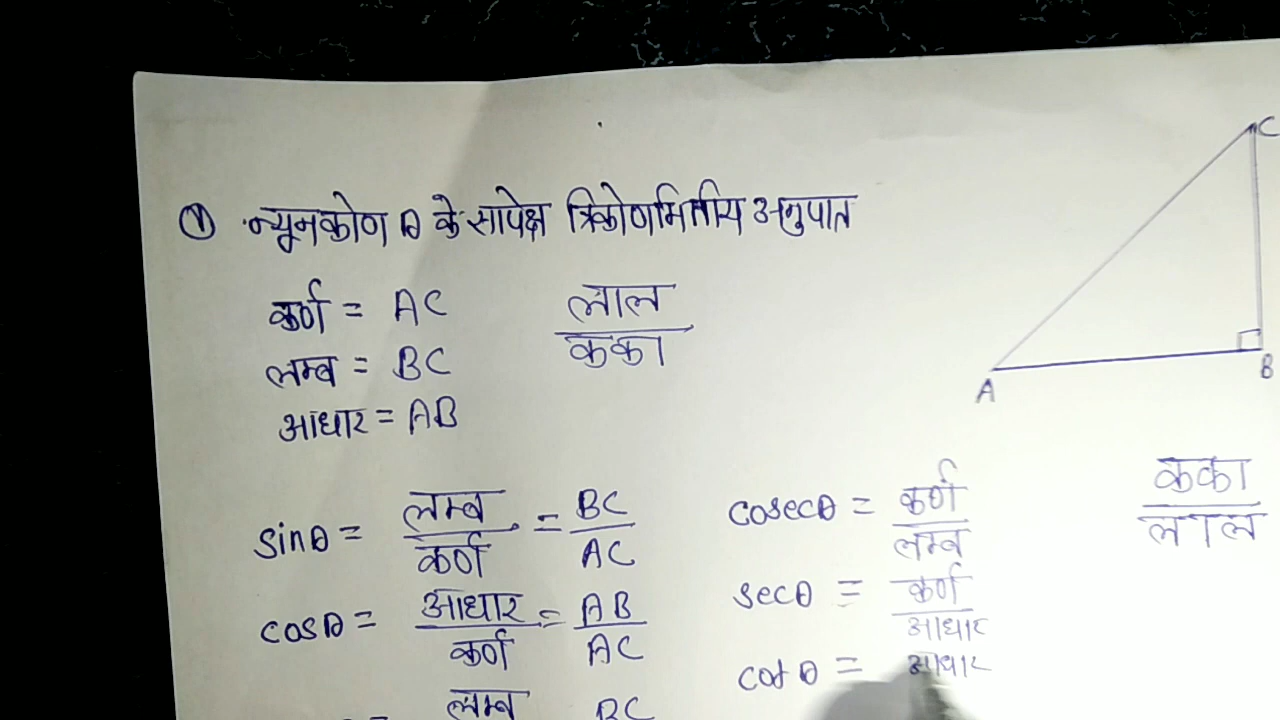 ① न्यूनकोण θ के सापेक्ष त्रिकोणमितीय अनुपात
कर्ण = AC
लम्ब = BC
आधार = AB
लाल
कका
C
A
B
sinθ = लम्ब/कर्ण = BC/AC
cosθ = आधार/कर्ण = AB/AC
लम्ब BC
cosecθ = कर्ण/लम्ब
secθ = कर्ण/आधार
cotθ = आधार
कका
लाल